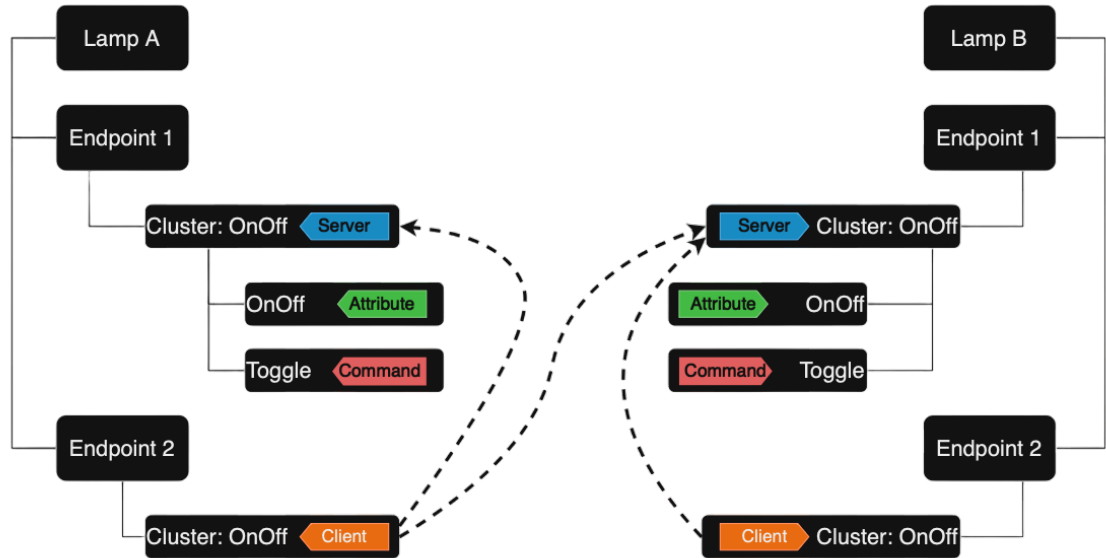 Lamp A
Lamp B
Endpoint 1
Endpoint 1
Cluster: OnOff Server
Server Cluster: OnOff
OnOff Attribute
Attribute OnOff
Toggle Command
Command Toggle
Endpoint 2
Endpoint 2
Cluster: OnOff Client
Client Cluster: OnOff